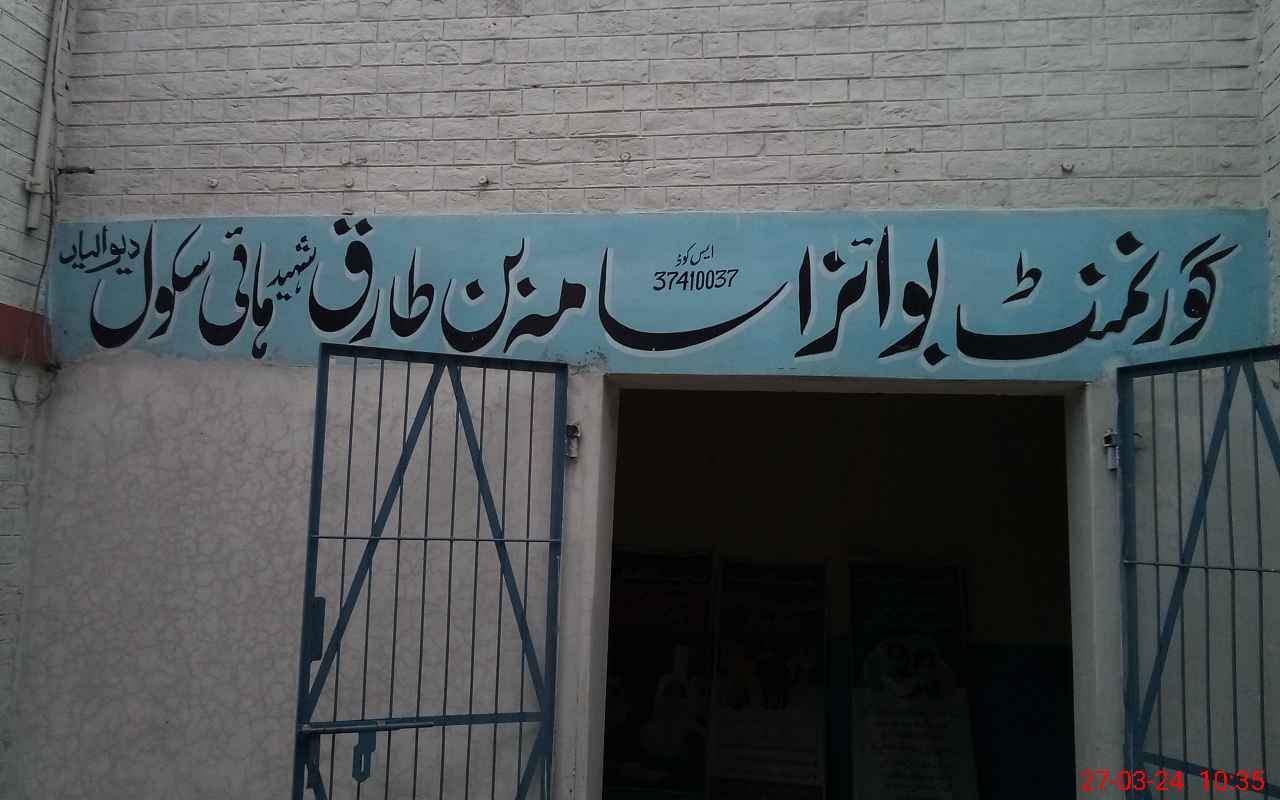 گورنمنٹ بوائز اسامہ بن طارق شہید ہائی سکول دیوالیاں
ایس کوڈ
37410037
27-03-24 10:35